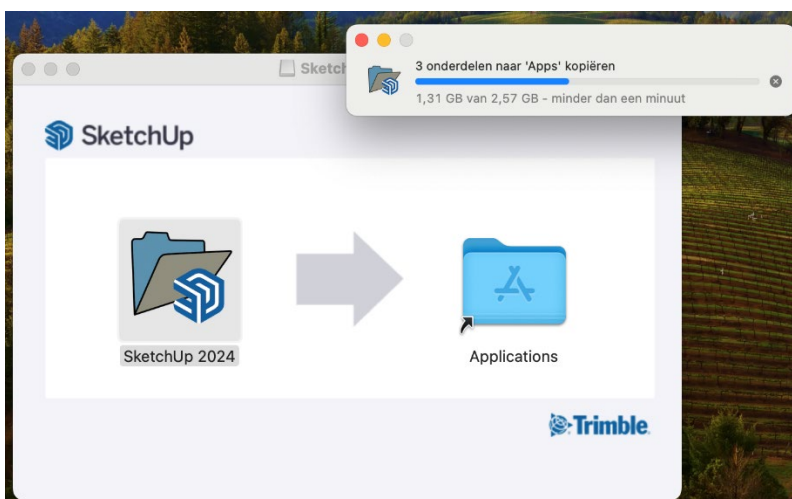 Sketch
3 onderdelen naar 'Apps' kopiëren
1,31 GB van 2,57 GB – minder dan een minuut
SketchUp
SketchUp 2024
Applications
Trimble.